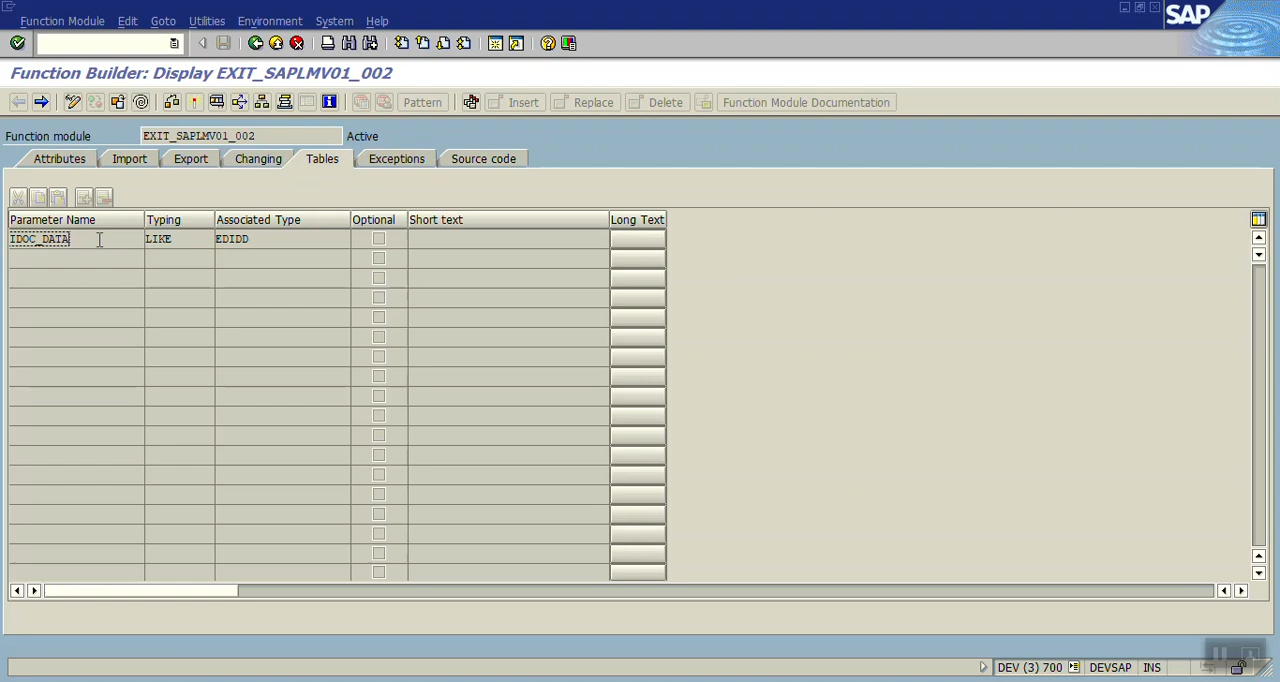 Function Module Edit Goto Utilities Environment System Help
SAP
Function Builder: Display EXIT_SAPLMV01_002
Pattern Insert Replace Delete Function Module Documentation
Function module EXIT_SAPLMV01_002 Active
Attributes Import Export Changing Tables Exceptions Source code
Parameter Name Typing Associated Type Optional Short text Long Text
IDOC_DATA LIKE EDIDD
DEV (3) 700 DEVSAP INS